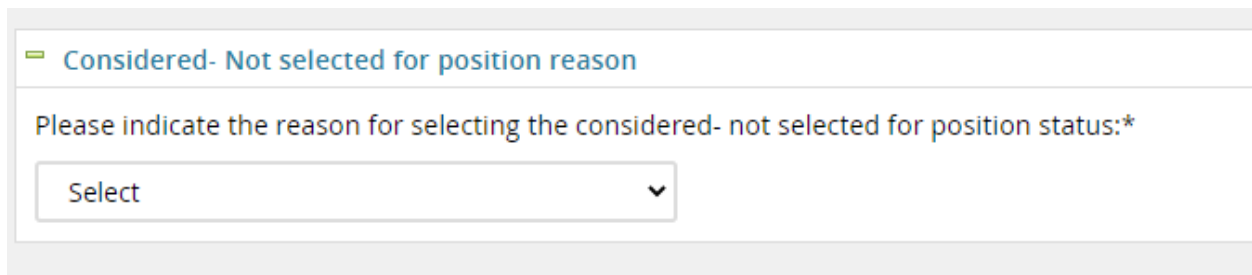 Considered- Not selected for position reason
Please indicate the reason for selecting the considered- not selected for position status:*
Select